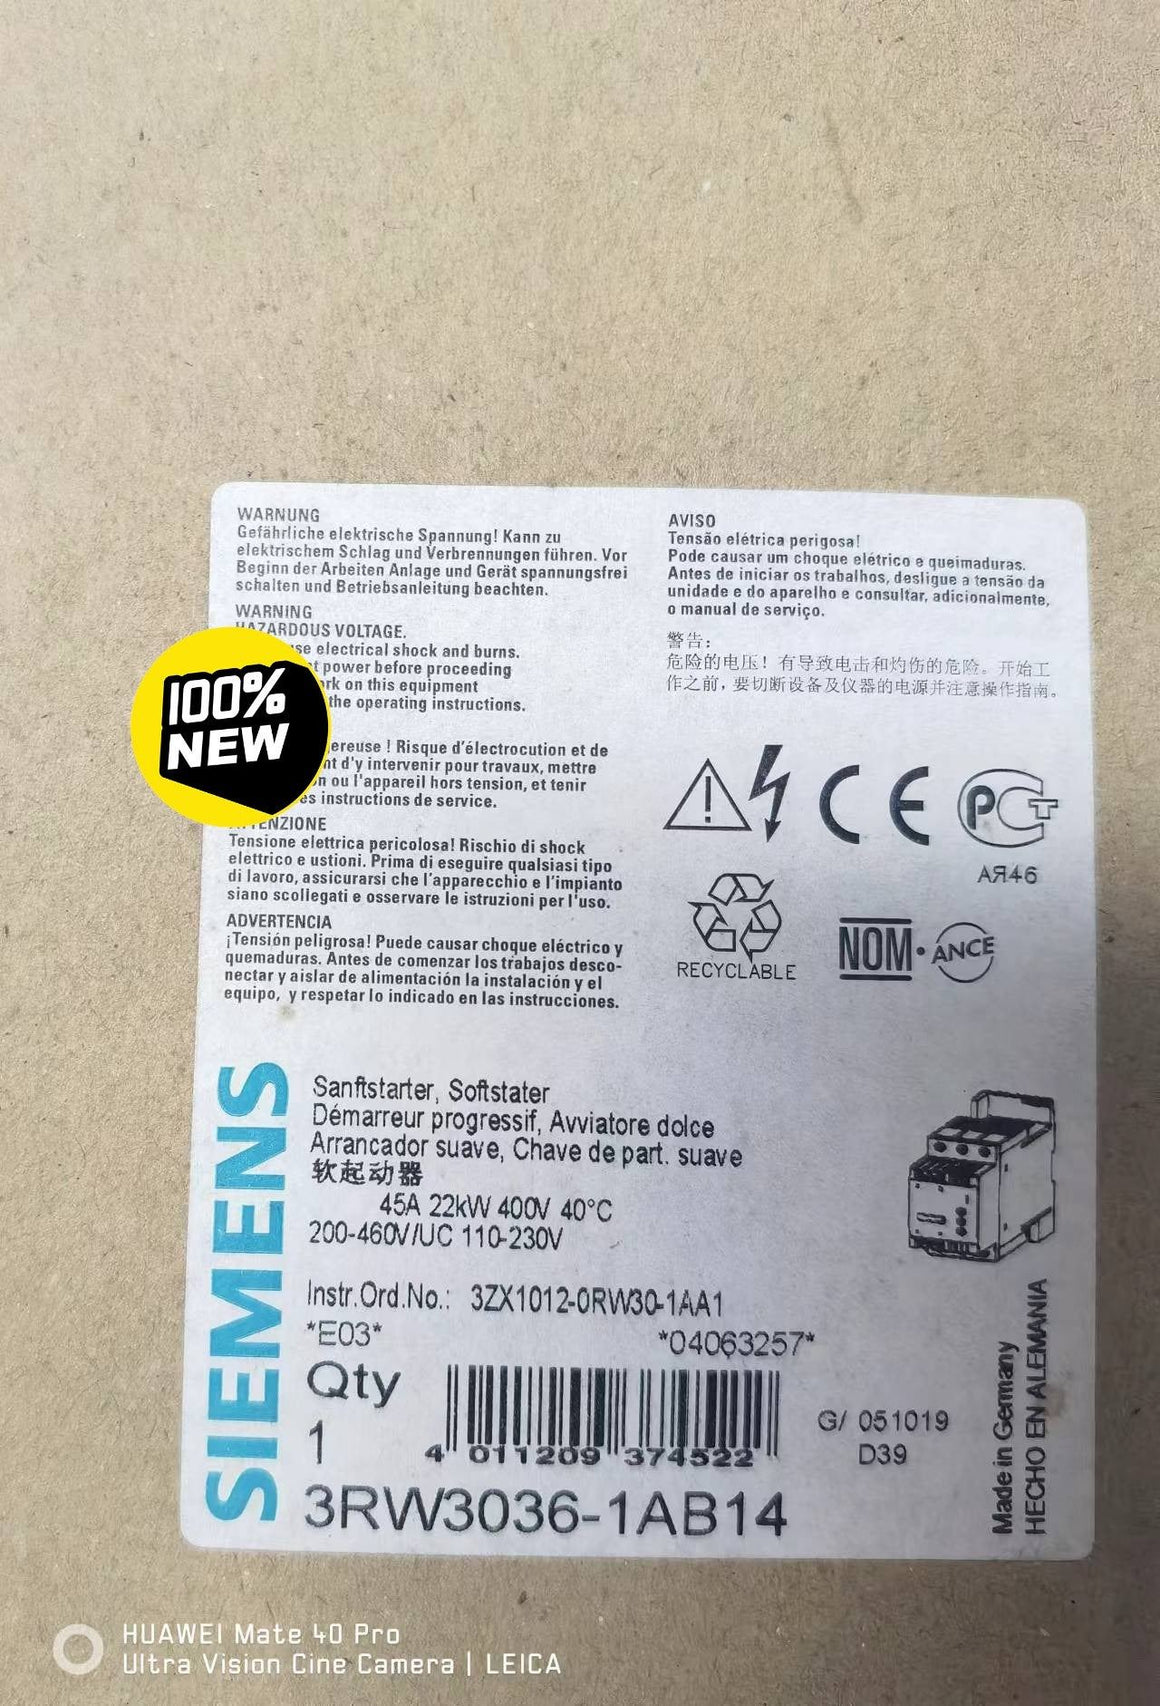 WARNUNG
Gefährliche elektrische Spannung! Kann zu
elektrischem Schlag und Verbrennungen führen. Vor
Beginn der Arbeiten Anlage und Gerät spannungsfrei
schalten und Betriebsanleitung beachten.
WARNING
HAZARDOUS VOLTAGE.
electrical shock and burns.
power before proceeding
on this equipment
the operating instructions.
! Risque d'électrocution et de
d'y intervenir pour travaux, mettre
ou l'appareil hors tension, et tenir
instructions de service.
Tensione elettrica pericolosa! Rischio di shock
elettrico e ustioni. Prima di eseguire qualsiasi tipo
di lavoro, assicurarsi che l'apparecchio e l'impianto
siano scollegati e osservare le istruzioni per l'uso.
ADVERTENCIA
¡Tensión peligrosa! Puede causar choque eléctrico y
quemaduras. Antes de comenzar los trabajos desco-
nectar y aislar de alimentación la instalación y el
equipo, y respetar lo indicado en las instrucciones.
AVISO
Tensão elétrica perigosa!
Pode causar um choque elétrico e queimaduras.
Antes de iniciar os trabalhos, desligue a tensão da
unidade e do aparelho e consultar, adicionalmente,
o manual de serviço.
警告:
危险的电压！有导致电击和灼伤的危险。开始工
作之前，要切断设备及仪器的电源并注意操作指南。
100%
NEW
CE
PCT
АЯ46
RECYCLABLE
NOM·ANCE
SIEMENS
Sanftstarter, Softstater
Démarreur progressif, Avviatore dolce
Arrancador suave, Chave de part. suave
软起动器
45A 22kW 400V 40°C
200-460V/UC 110-230V
Instr.Ord.No.: 3ZX1012-0RW30-1AA1
*E03* *04063257*
Qty
1
4 011209 374522
G/ 051019
D39
3RW3036-1AB14
Made in Germany
HECHO EN ALEMANIA
HUAWEI Mate 40 Pro
Ultra Vision Cine Camera | LEICA